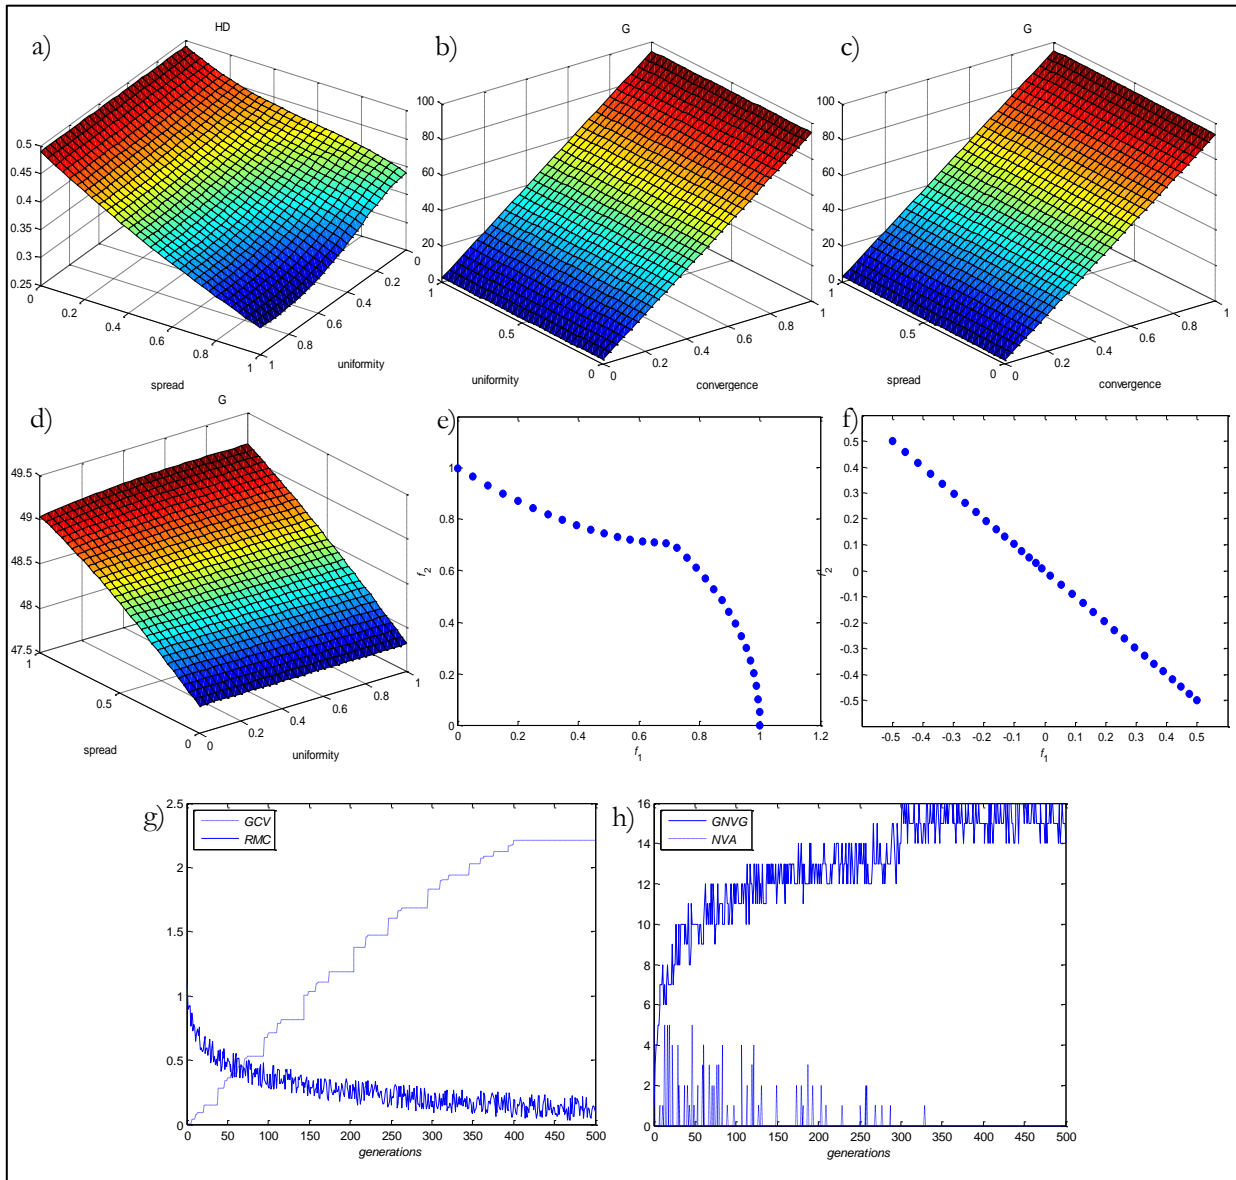 a)
HD
0.5
0.45
0.4
0.35
0.3
0.25
0
0.2
0.4
0.6
0.8
1
spread
1
0.8
0.6
0.4
0.2
0
uniformity
b)
G
100
80
60
40
20
0
1
0.5
0
uniformity
0
0.2
0.4
0.6
0.8
1
convergence
c)
G
100
80
60
40
20
0
1
0.5
0
spread
0
0.2
0.4
0.6
0.8
1
convergence
d)
G
49.5
49
48.5
48
47.5
1
0.5
0
spread
0
0.2
0.4
0.6
0.8
1
uniformity
e)
1
0.8
0.6
0.4
0.2
0
f2
0 0.2 0.4 0.6 0.8 1 1.2
f1
f)
0.5
0.4
0.3
0.2
0.1
0
-0.1
-0.2
-0.3
-0.4
-0.5
f2
-0.5 -0.4 -0.3 -0.2 -0.1 0 0.1 0.2 0.3 0.4 0.5
f1
g)
GCV
RMC
2.5
2
1.5
1
0.5
0
0 50 100 150 200 250 300 350 400 450 500
generations
h)
GNVG
NVA
16
14
12
10
8
6
4
2
0
0 50 100 150 200 250 300 350 400 450 500
generations